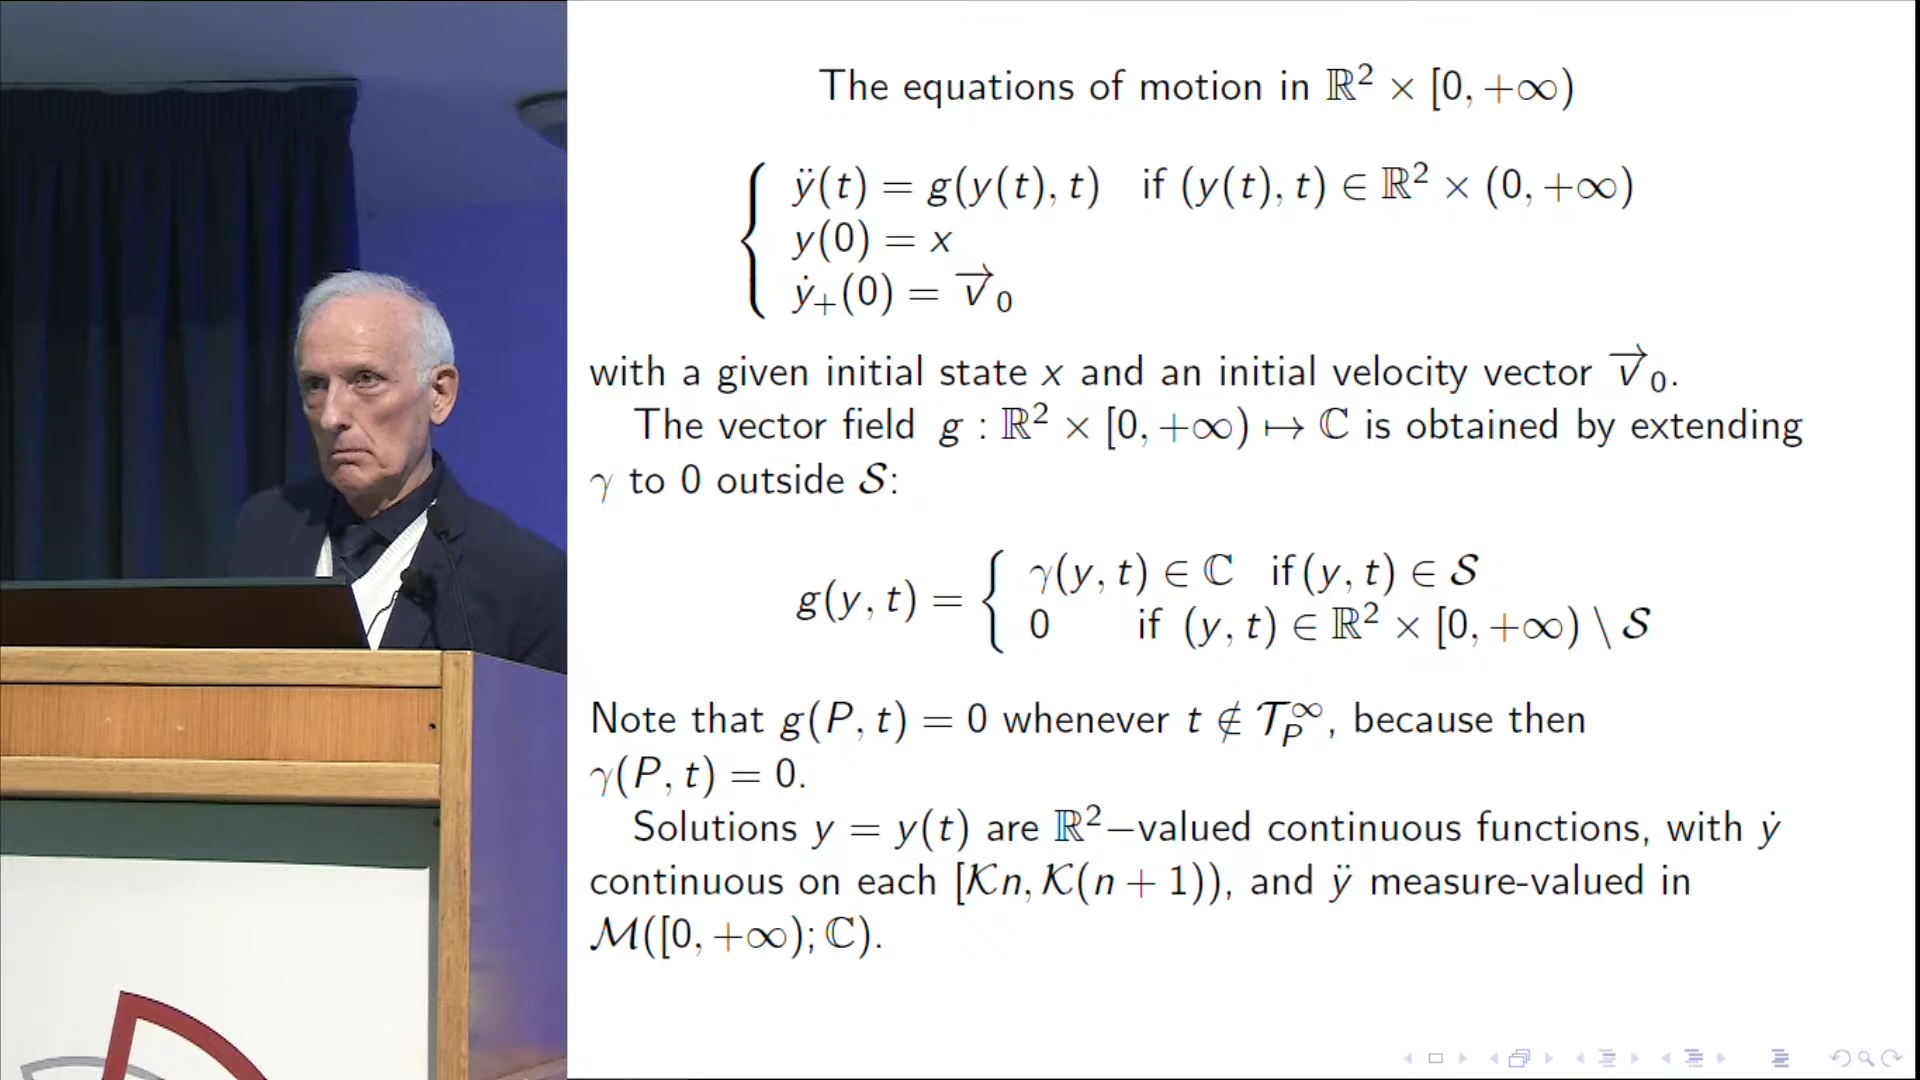 The equations of motion in ℝ² × [0, +∞)
ÿ(t) = g(y(t), t) if (y(t), t) ∈ ℝ² × (0, +∞)
y(0) = x
ẏ₊(0) = v⃗₀
with a given initial state x and an initial velocity vector v⃗₀.
The vector field g : ℝ² × [0, +∞) ↦ ℂ is obtained by extending
γ to 0 outside 𝒮:
g(y, t) = { γ(y, t) ∈ ℂ if(y, t) ∈ 𝒮
0 if (y, t) ∈ ℝ² × [0, +∞) \ 𝒮
Note that g(P, t) = 0 whenever t ∉ 𝒯_P^∞, because then
γ(P, t) = 0.
Solutions y = y(t) are ℝ²−valued continuous functions, with ẏ
continuous on each [𝒦n, 𝒦(n + 1)), and ÿ measure-valued in
ℳ([0, +∞); ℂ).